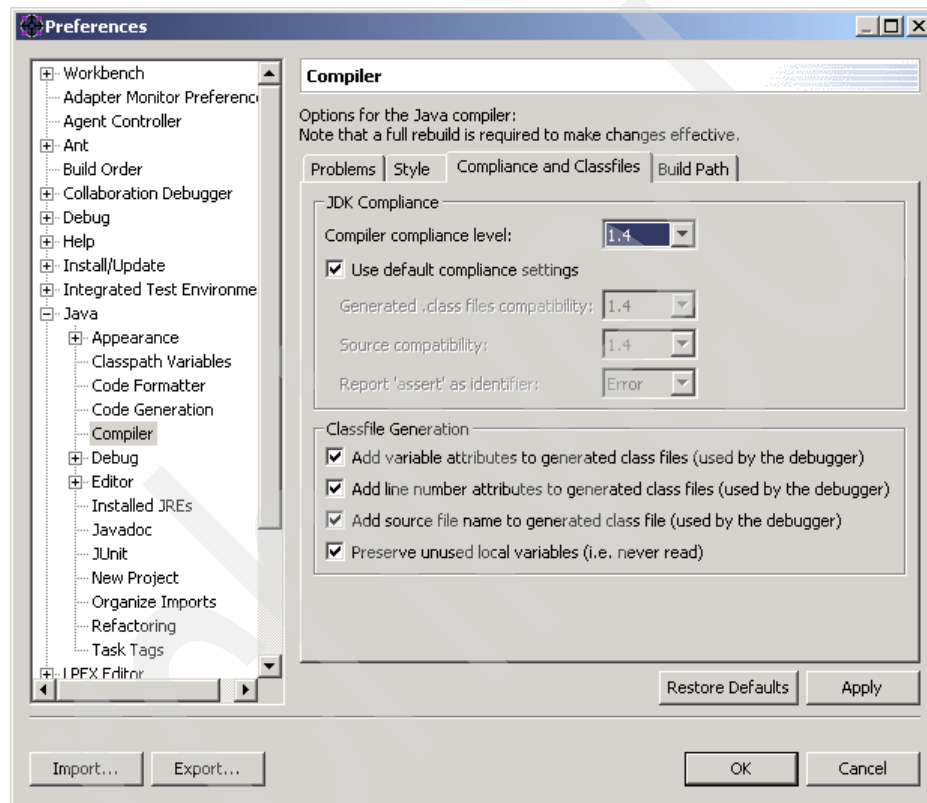 Preferences
Workbench
Adapter Monitor Preferenc
Agent Controller
Ant
Build Order
Collaboration Debugger
Debug
Help
Install/Update
Integrated Test Environme
Java
Appearance
Classpath Variables
Code Formatter
Code Generation
Compiler
Debug
Editor
Installed JREs
Javadoc
JUnit
New Project
Organize Imports
Refactoring
Task Tags
LPEX Editor
Compiler
Options for the Java compiler:
Note that a full rebuild is required to make changes effective.
Problems Style Compliance and Classfiles Build Path
JDK Compliance
Compiler compliance level: 1.4
Use default compliance settings
Generated .class files compatibility: 1.4
Source compatibility: 1.4
Report 'assert' as identifier: Error
Classfile Generation
Add variable attributes to generated class files (used by the debugger)
Add line number attributes to generated class files (used by the debugger)
Add source file name to generated class file (used by the debugger)
Preserve unused local variables (i.e. never read)
Restore Defaults Apply
Import... Export... OK Cancel